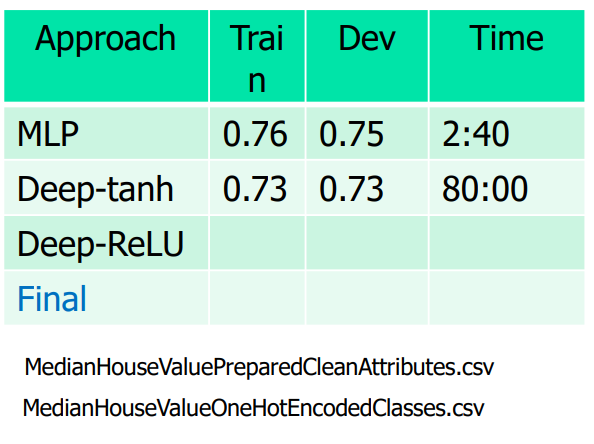 Approach Trai Dev Time
n
MLP 0.76 0.75 2:40
Deep-tanh 0.73 0.73 80:00
Deep-ReLU
Final
MedianHouseValuePreparedCleanAttributes.csv
MedianHouseValueOneHotEncodedClasses.csv